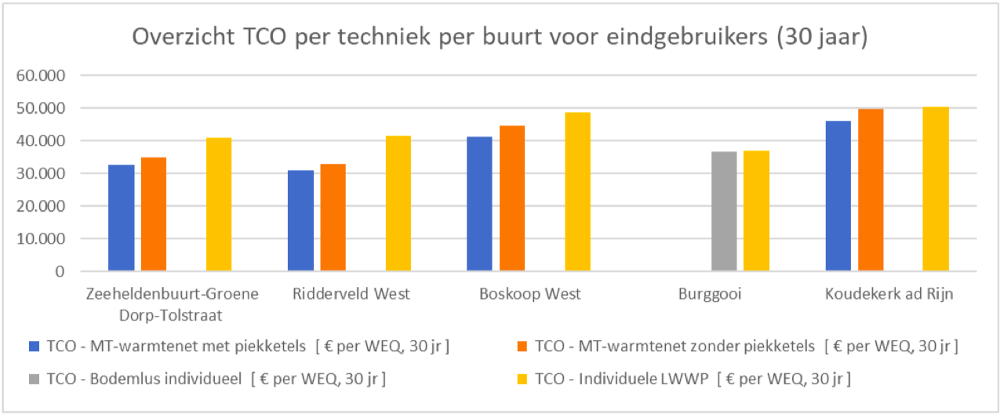 Overzicht TCO per techniek per buurt voor eindgebruikers (30 jaar)
60.000
50.000
40.000
30.000
20.000
10.000
0
Zeeheldenbuurt-Groene
Dorp-Tolstraat
Ridderveld West
Boskoop West
Burggooi
Koudekerk ad Rijn
TCO - MT-warmtenet met piekketels [ € per WEQ, 30 jr ]
TCO - MT-warmtenet zonder piekketels [ € per WEQ, 30 jr ]
TCO - Bodemlus individueel [ € per WEQ, 30 jr ]
TCO - Individuele LWWP [ € per WEQ, 30 jr ]